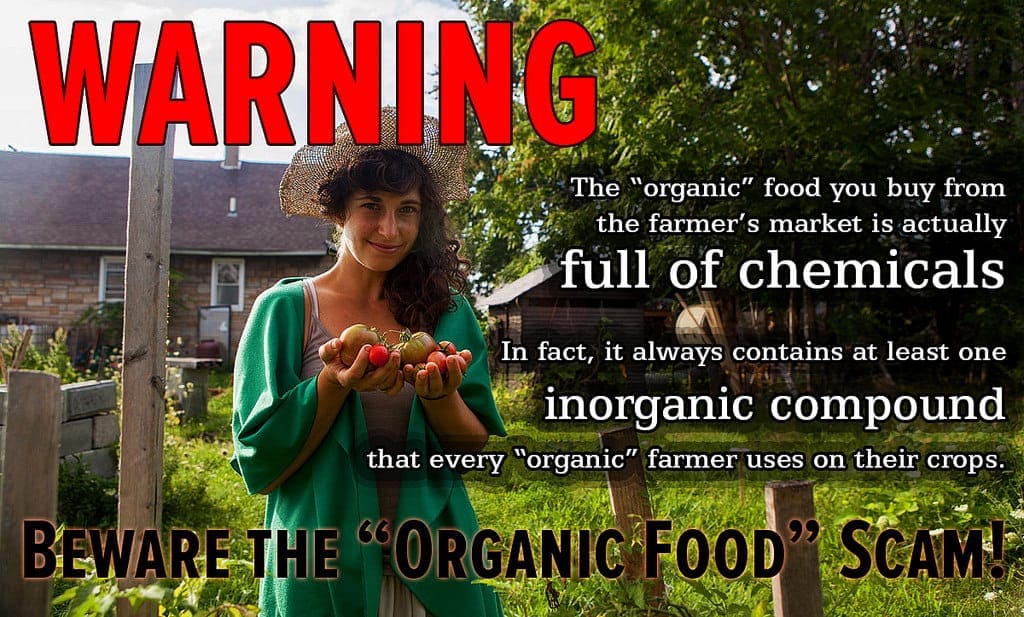 WARNING
The “organic” food you buy from
the farmer’s market is actually
full of chemicals
In fact, it always contains at least one
inorganic compound
that every “organic” farmer uses on their crops.
BEWARE THE “ORGANIC FOOD” SCAM!